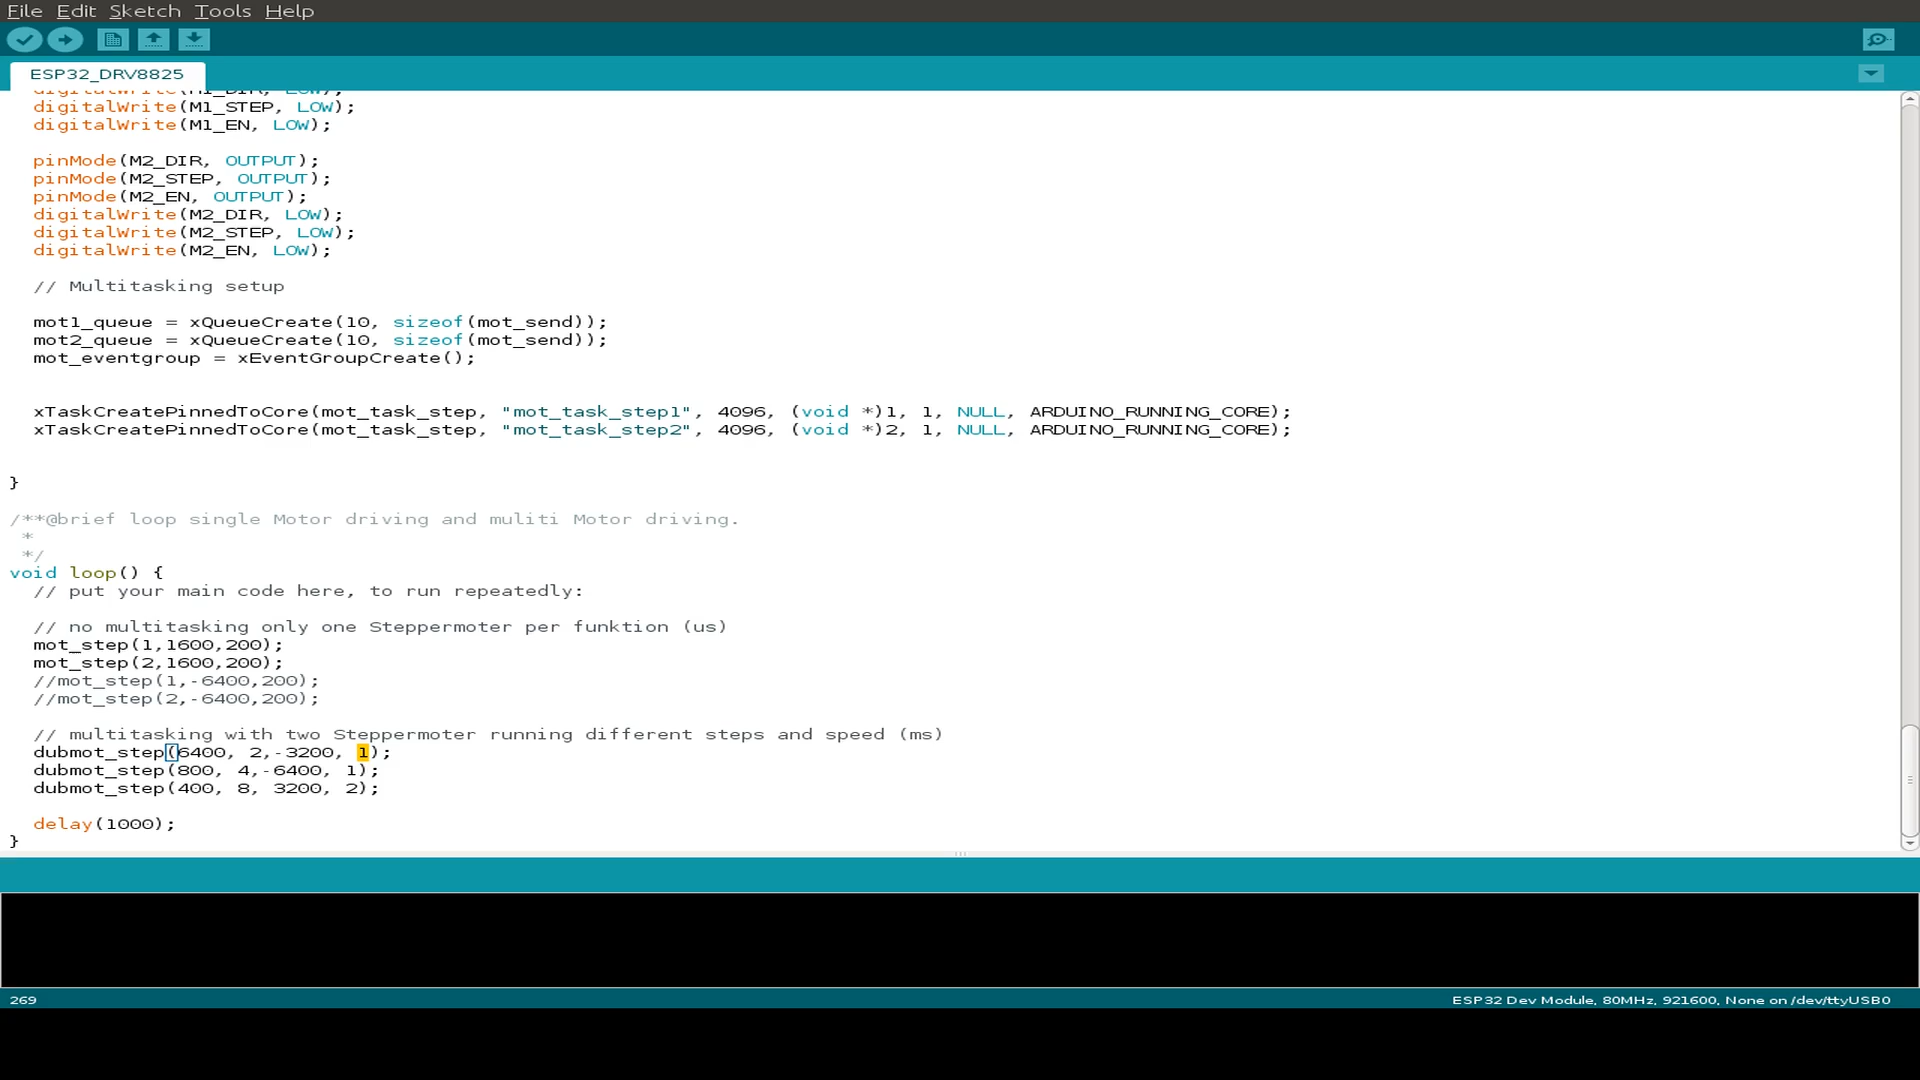 File Edit Sketch Tools Help
ESP32_DRV8825
digitalWrite(M1_DIR, LOW);
digitalWrite(M1_STEP, LOW);
digitalWrite(M1_EN, LOW);
pinMode(M2_DIR, OUTPUT);
pinMode(M2_STEP, OUTPUT);
pinMode(M2_EN, OUTPUT);
digitalWrite(M2_DIR, LOW);
digitalWrite(M2_STEP, LOW);
digitalWrite(M2_EN, LOW);
// Multitasking setup
mot1_queue = xQueueCreate(10, sizeof(mot_send));
mot2_queue = xQueueCreate(10, sizeof(mot_send));
mot_eventgroup = xEventGroupCreate();
xTaskCreatePinnedToCore(mot_task_step, "mot_task_step1", 4096, (void *)1, 1, NULL, ARDUINO_RUNNING_CORE);
xTaskCreatePinnedToCore(mot_task_step, "mot_task_step2", 4096, (void *)2, 1, NULL, ARDUINO_RUNNING_CORE);
}
/**@brief loop single Motor driving and muliti Motor driving.
*
*/
void loop() {
// put your main code here, to run repeatedly:
// no multitasking only one Steppermoter per funktion (us)
mot_step(1,1600,200);
mot_step(2,1600,200);
//mot_step(1,-6400,200);
//mot_step(2,-6400,200);
// multitasking with two Steppermoter running different steps and speed (ms)
dubmot_step(6400, 2,-3200, 1);
dubmot_step(800, 4,-6400, 1);
dubmot_step(400, 8, 3200, 2);
delay(1000);
}
269
ESP32 Dev Module, 80MHz, 921600, None on /dev/ttyUSB0